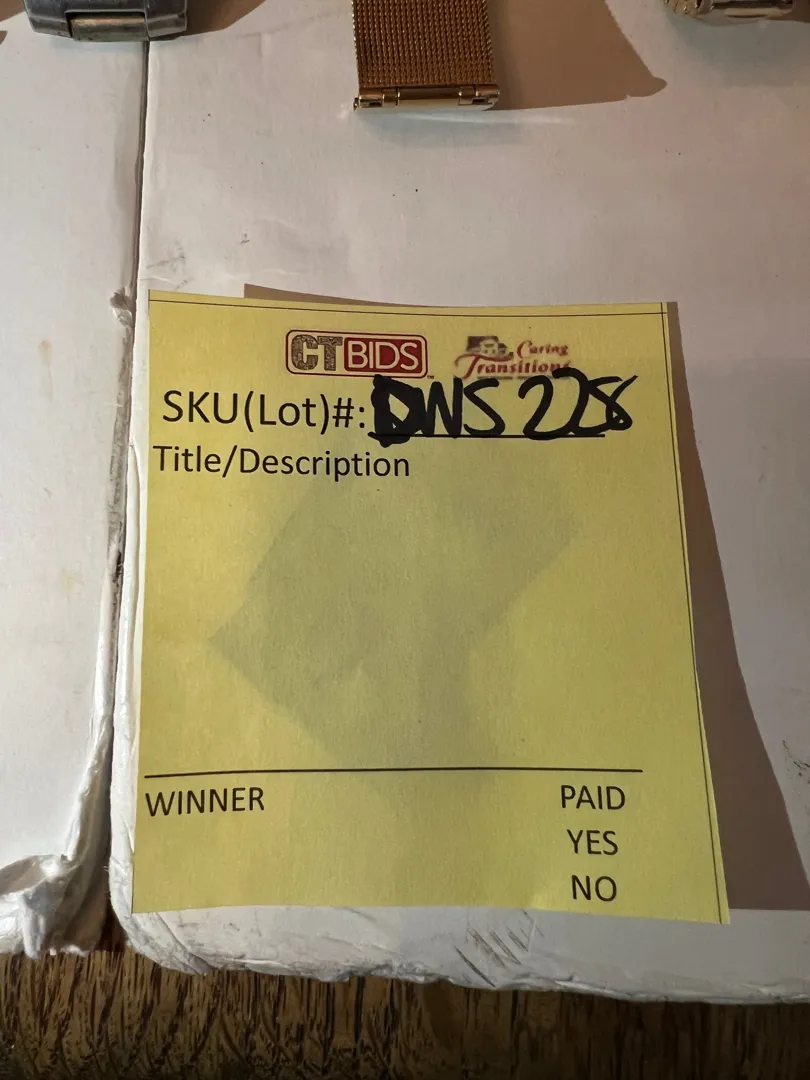 CTBIDS
Caring
Transitions
SKU(Lot)#: DWS 228
Title/Description
WINNER
PAID
YES
NO